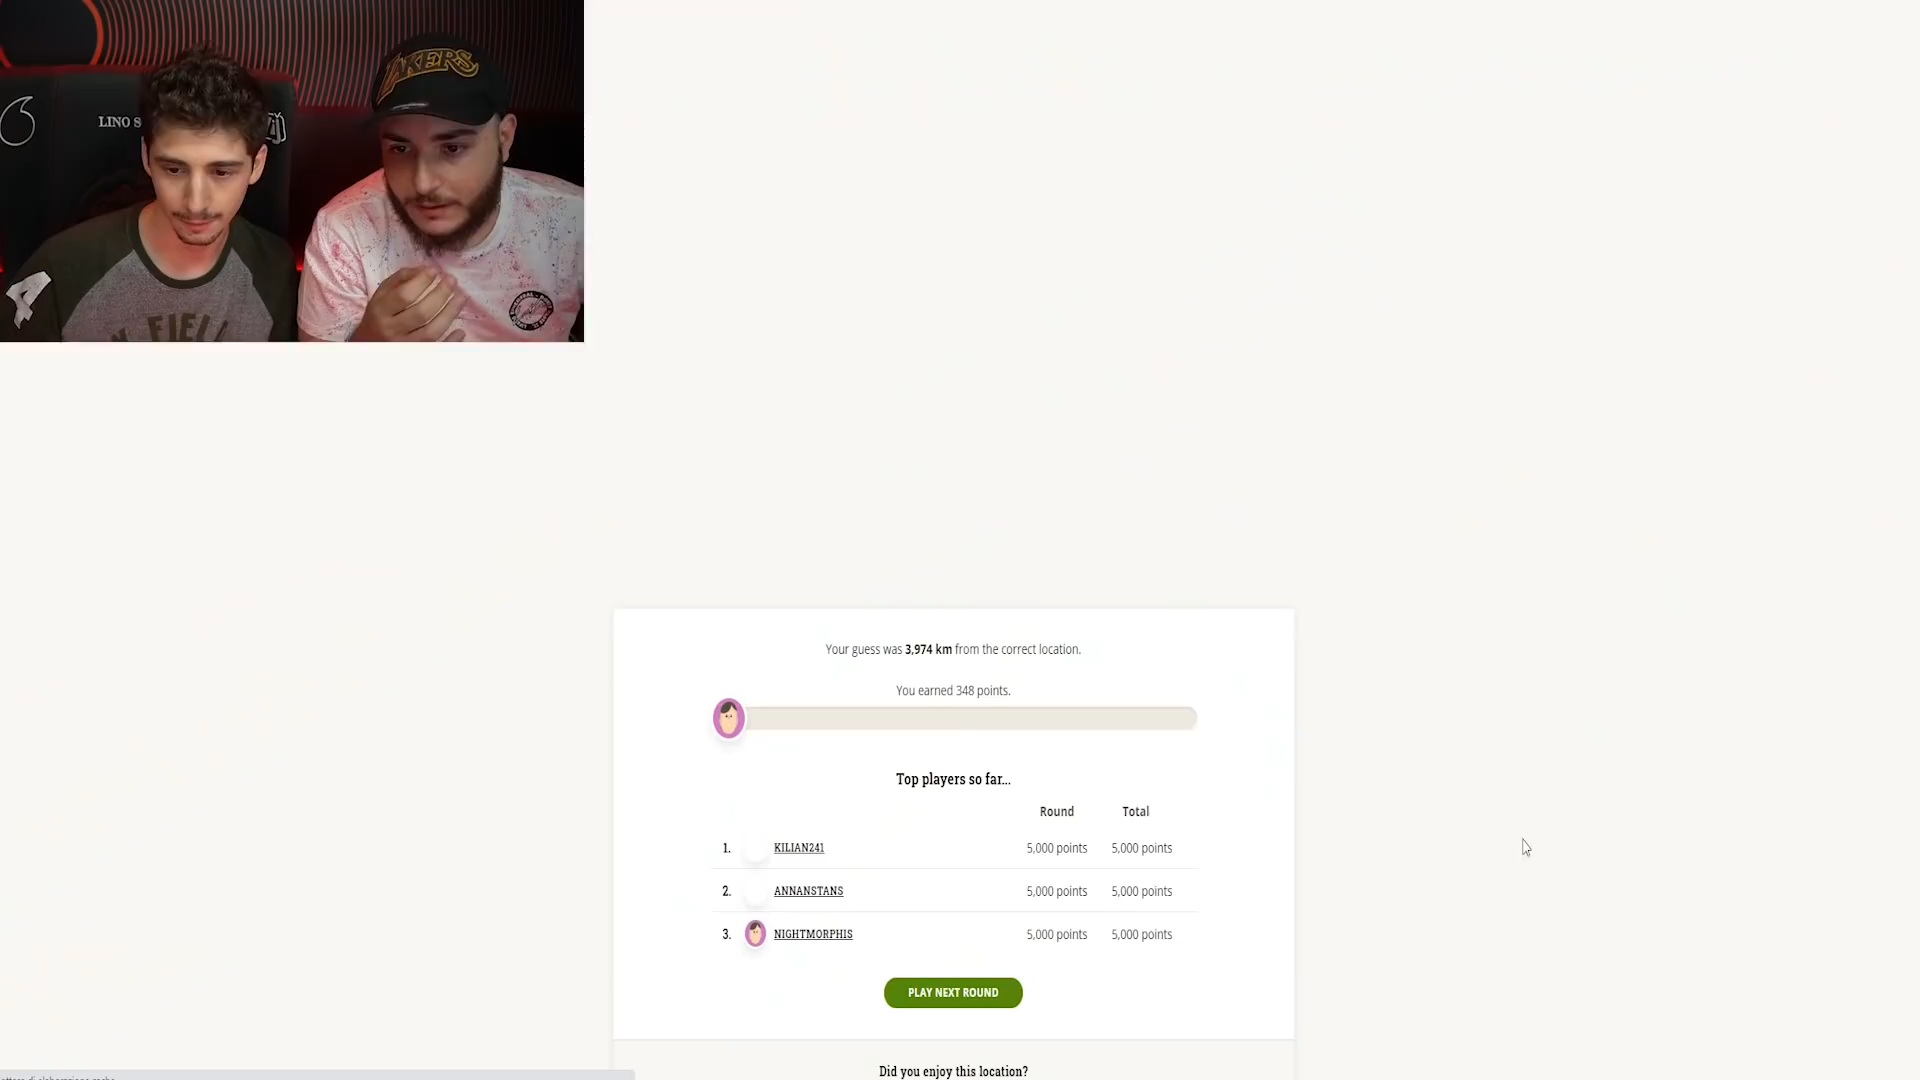 LAKERS
LINO S
FIEL
Your guess was 3,974 km from the correct location.
You earned 348 points.
Top players so far...
Round Total
1. KILIAN241 5,000 points 5,000 points
2. ANNANSTANS 5,000 points 5,000 points
3. NIGHTMORPHIS 5,000 points 5,000 points
PLAY NEXT ROUND
Did you enjoy this location?